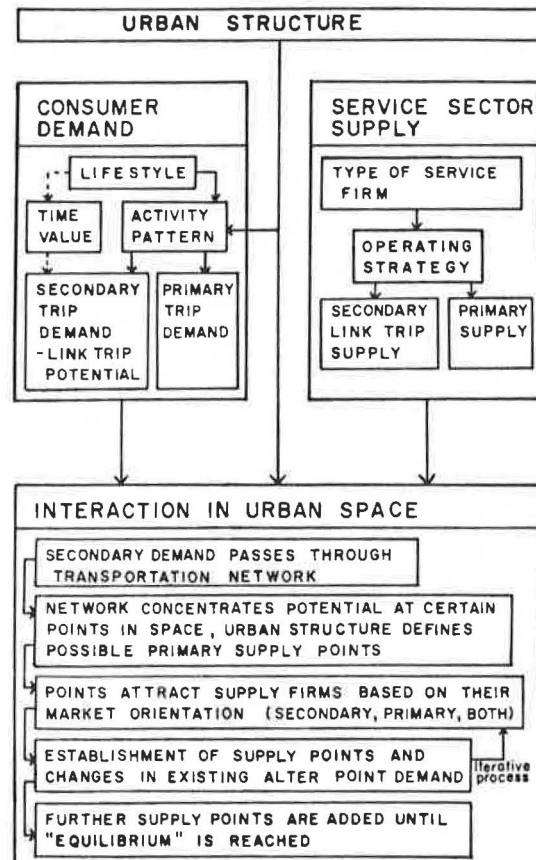 URBAN STRUCTURE
CONSUMER
DEMAND
LIFESTYLE
TIME
VALUE
ACTIVITY
PATTERN
SECONDARY
TRIP
DEMAND
-LINK TRIP
POTENTIAL
PRIMARY
TRIP
DEMAND
SERVICE SECTOR
SUPPLY
TYPE OF SERVICE
FIRM
OPERATING
STRATEGY
SECONDARY
LINK TRIP
SUPPLY
PRIMARY
SUPPLY
INTERACTION IN URBAN SPACE
SECONDARY DEMAND PASSES THROUGH
TRANSPORTATION NETWORK
NETWORK CONCENTRATES POTENTIAL AT CERTAIN
POINTS IN SPACE, URBAN STRUCTURE DEFINES
POSSIBLE PRIMARY SUPPLY POINTS
POINTS ATTRACT SUPPLY FIRMS BASED ON THEIR
MARKET ORIENTATION (SECONDARY, PRIMARY, BOTH)
ESTABLISHMENT OF SUPPLY POINTS AND
CHANGES IN EXISTING ALTER POINT DEMAND
Iterative
process
FURTHER SUPPLY POINTS ARE ADDED UNTIL
"EQUILIBRIUM" IS REACHED